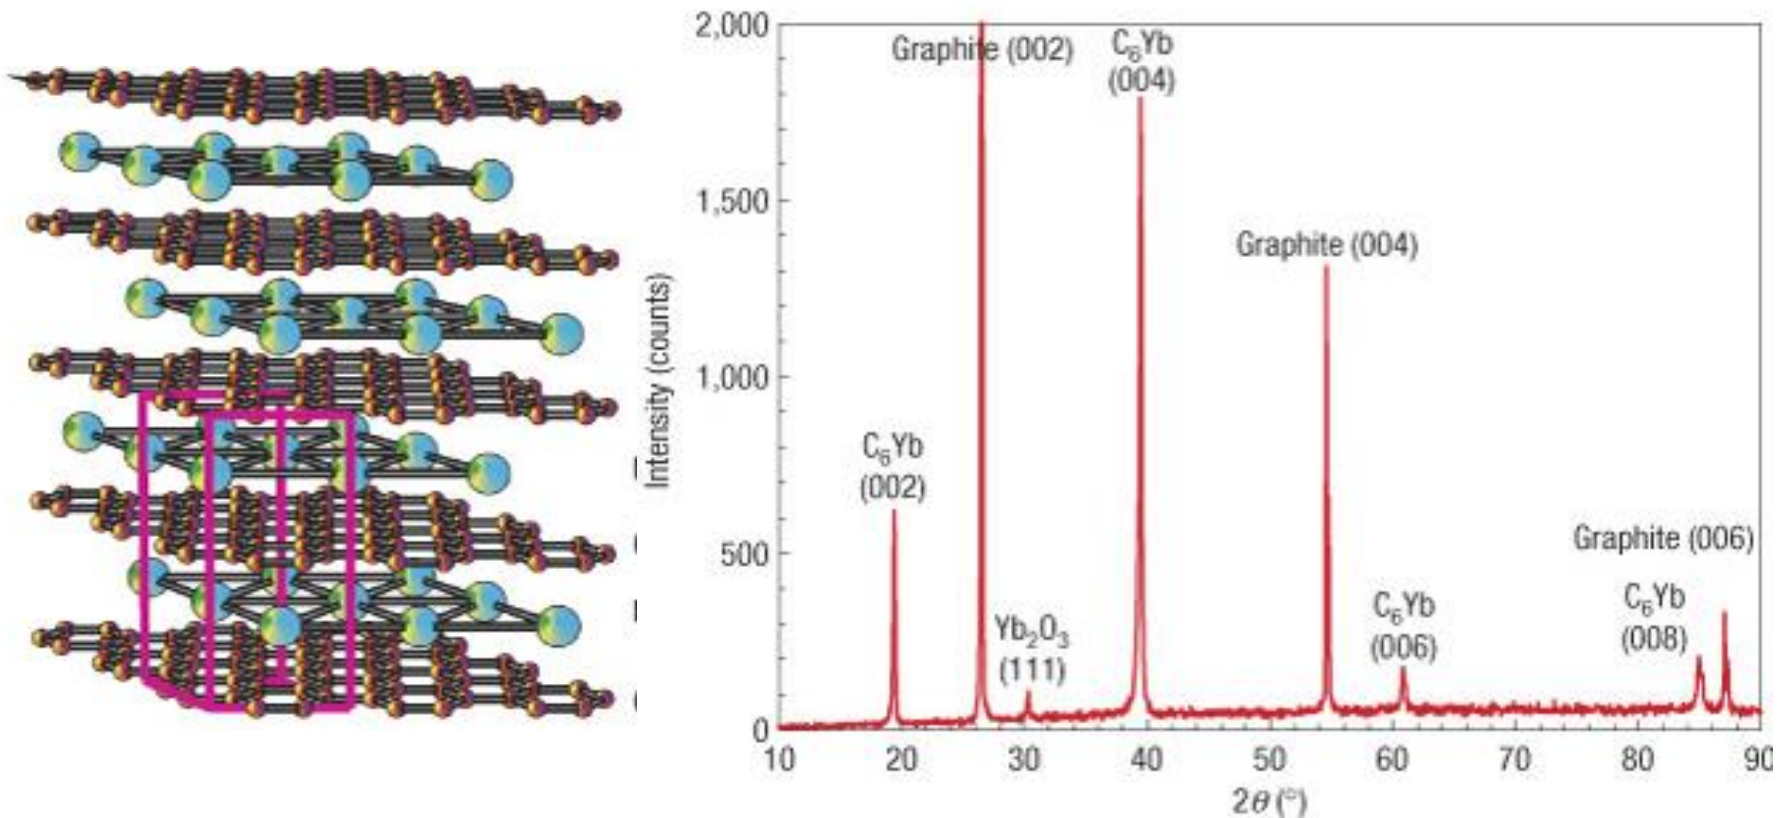 2,000
1,500
1,000
500
0
Intensity (counts)
Graphite (002)
C₆Yb
(004)
Graphite (004)
C₆Yb
(002)
Yb₂O₃
(111)
C₆Yb
(006)
Graphite (006)
C₆Yb
(008)
10 20 30 40 50 60 70 80 90
2θ (°)